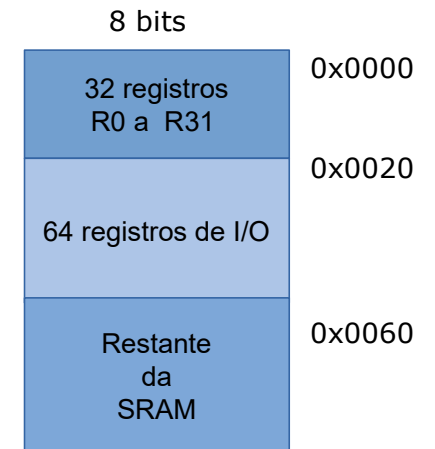 8 bits
0x0000
32 registros
R0 a R31
0x0020
64 registros de I/O
0x0060
Restante
da
SRAM